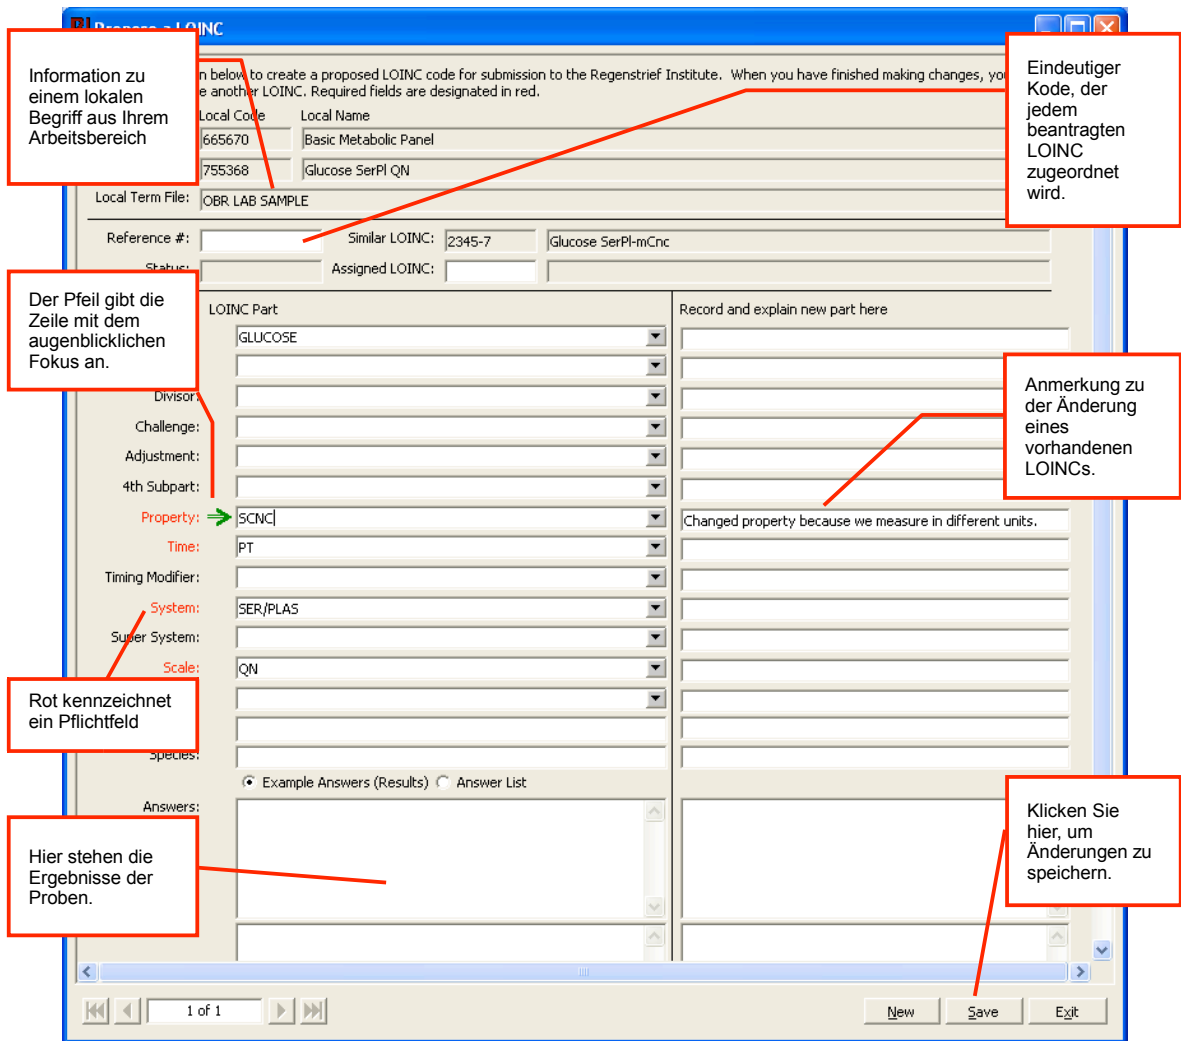 Propose a LOINC
Information zu
einem lokalen
Begriff aus Ihrem
Arbeitsbereich
n below to create a proposed LOINC code for submission to the Regenstrief Institute. When you have finished making changes, you
e another LOINC. Required fields are designated in red.
Eindeutiger
Kode, der
jedem
beantragten
LOINC
zugeordnet
wird.
Local Code Local Name
665670 Basic Metabolic Panel
755368 Glucose SerPl QN
Local Term File: OBR LAB SAMPLE
Reference #: Similar LOINC: 2345-7 Glucose SerPl-mCnc
Status: Assigned LOINC:
Der Pfeil gibt die
Zeile mit dem
augenblicklichen
Fokus an.
LOINC Part Record and explain new part here
GLUCOSE
Divisor:
Challenge:
Adjustment:
4th Subpart:
Anmerkung zu
der Änderung
eines
vorhandenen
LOINCs.
Property: SCNC Changed property because we measure in different units.
Time: PT
Timing Modifier:
System: SER/PLAS
Super System:
Scale: QN
Rot kennzeichnet
ein Pflichtfeld
Species:
Example Answers (Results) Answer List
Answers:
Hier stehen die
Ergebnisse der
Proben.
Klicken Sie
hier, um
Änderungen zu
speichern.
1 of 1 New Save Exit